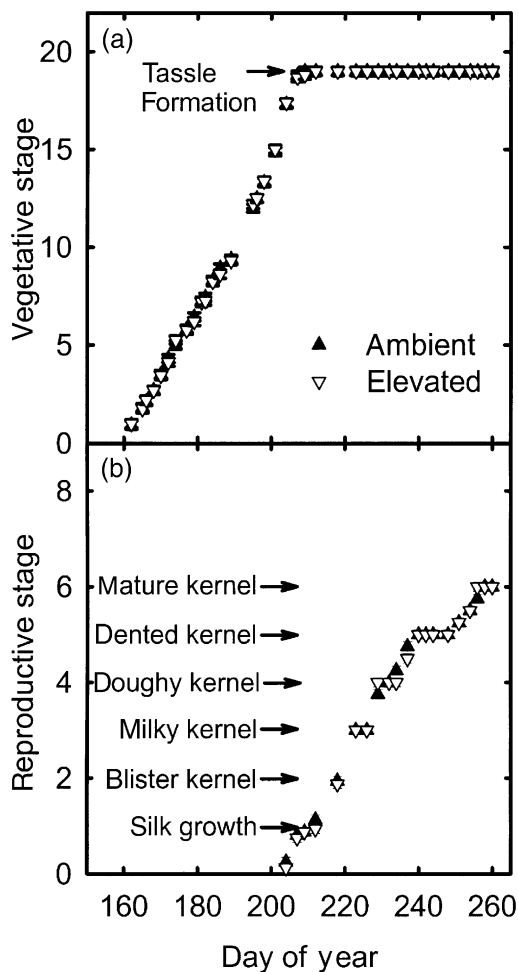 (a)
20
15
10
5
0
Vegetative stage
Tassle
Formation
Ambient
Elevated
(b)
8
6
4
2
0
Reproductive stage
Mature kernel
Dented kernel
Doughy kernel
Milky kernel
Blister kernel
Silk growth
160 180 200 220 240 260
Day of year